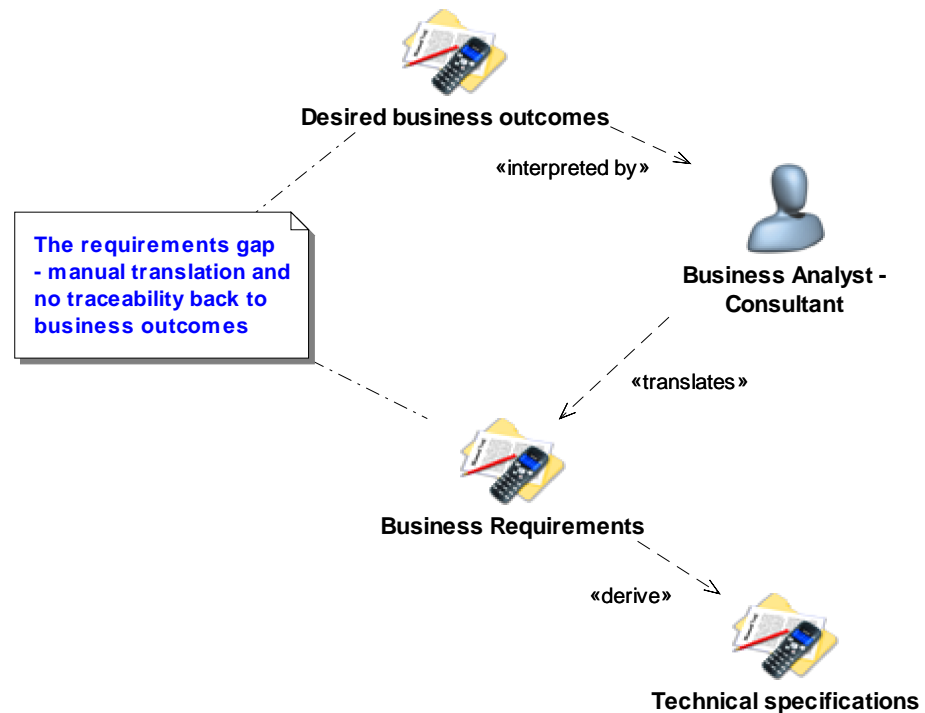 Desired business outcomes
«interpreted by»
The requirements gap
- manual translation and
no traceability back to
business outcomes
Business Analyst -
Consultant
«translates»
Business Requirements
«derive»
Technical specifications